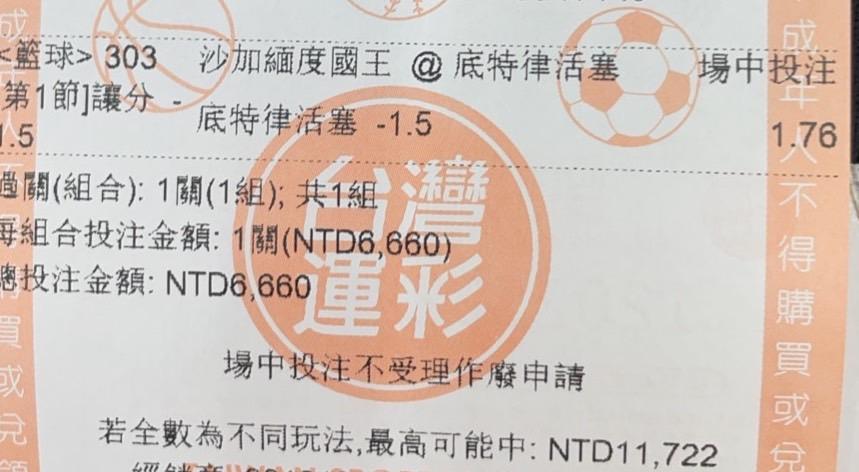 <籃球> 303 沙加緬度國王 @ 底特律活塞 場中投注
第1節]讓分 - 底特律活塞 -1.5 1.76
1.5
過關(組合): 1關(1組); 共1組
每組合投注金額: 1關(NTD6,660)
總投注金額: NTD6,660
台灣
運彩
場中投注不受理作廢申請
若全數為不同玩法,最高可能中: NTD11,722
成年人不得購買或兌
購買或兌領